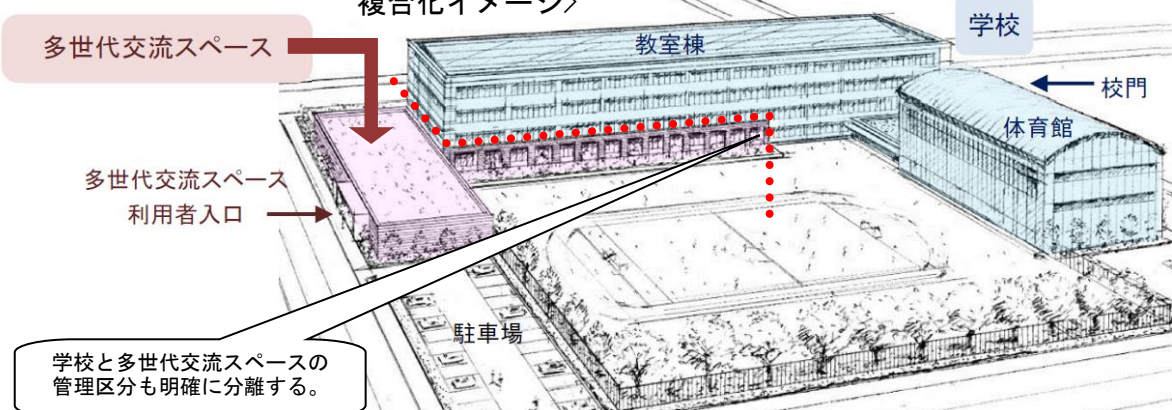 複合化イメージ>
多世代交流スペース
教室棟
学校
校門
体育館
多世代交流スペース
利用者入口
駐車場
学校と多世代交流スペースの
管理区分も明確に分離する。